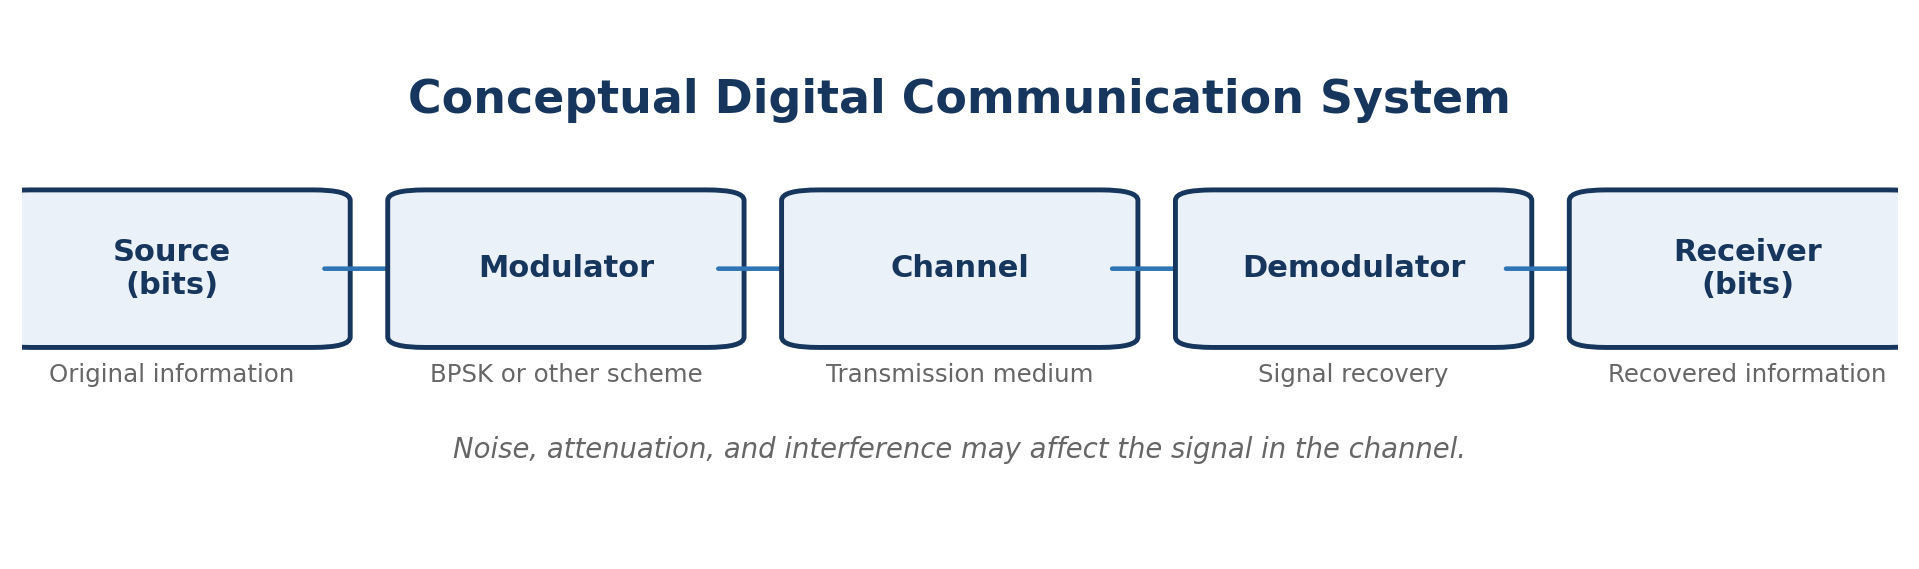 Conceptual Digital Communication System
Source
(bits)
Modulator
Channel
Demodulator
Receiver
(bits)
Original information
BPSK or other scheme
Transmission medium
Signal recovery
Recovered information
Noise, attenuation, and interference may affect the signal in the channel.